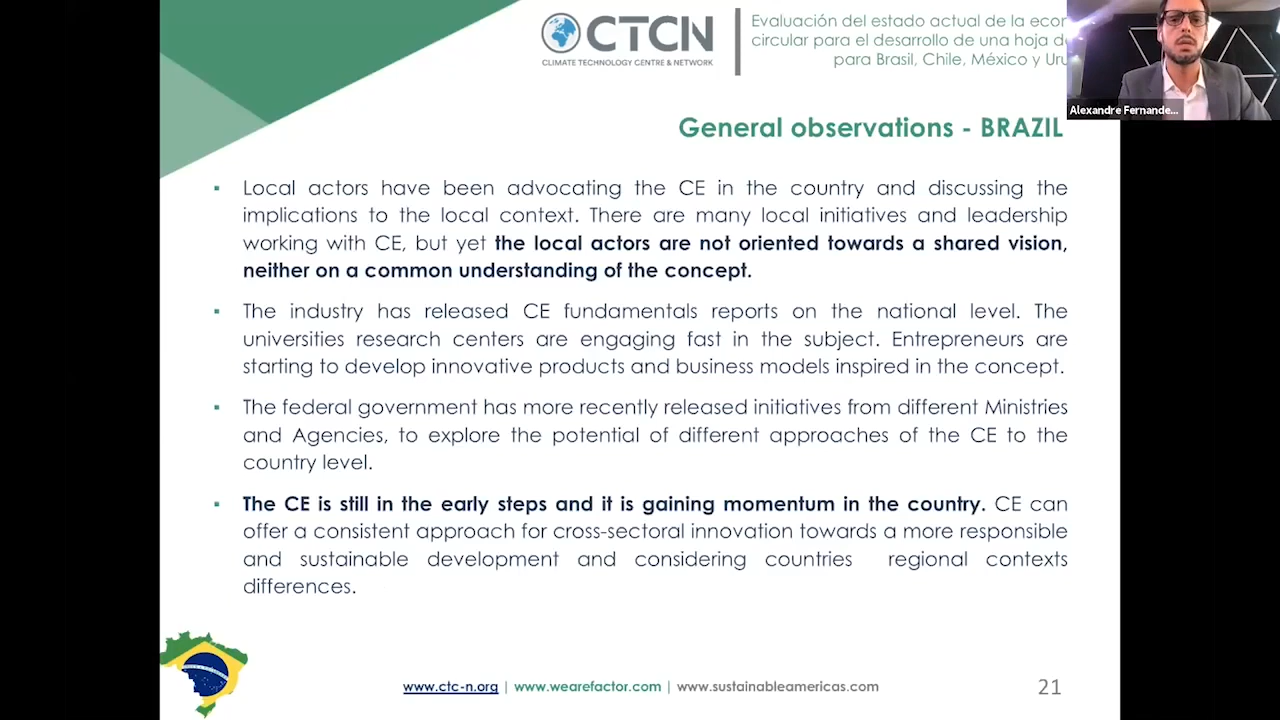 CTCN
CLIMATE TECHNOLOGY CENTRE & NETWORK
Evaluación del estado actual de la
circular para el desarrollo de una hoja
para Brasil, Chile, México y
Alexandre Fernande...
General observations - BRAZIL
▪ Local actors have been advocating the CE in the country and discussing the
implications to the local context. There are many local initiatives and leadership
working with CE, but yet the local actors are not oriented towards a shared vision,
neither on a common understanding of the concept.
▪ The industry has released CE fundamentals reports on the national level. The
universities research centers are engaging fast in the subject. Entrepreneurs are
starting to develop innovative products and business models inspired in the concept.
▪ The federal government has more recently released initiatives from different Ministries
and Agencies, to explore the potential of different approaches of the CE to the
country level.
▪ The CE is still in the early steps and it is gaining momentum in the country. CE can
offer a consistent approach for cross-sectoral innovation towards a more responsible
and sustainable development and considering countries regional contexts
differences.
www.ctc-n.org | www.wearefactor.com | www.sustainableamericas.com
21